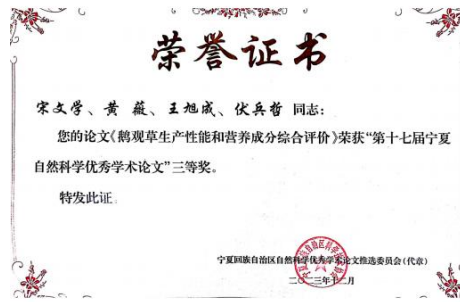 荣誉证书
宋文学、黄 薇、王旭成、伏兵哲 同志:
您的论文《鹅观草生产性能和营养成分综合评价》荣获“第十七届宁夏
自然科学优秀学术论文”三等奖。
特发此证。
宁夏回族自治区自然科学优秀学术论文推选委员会(代章)
二〇二三年十二月